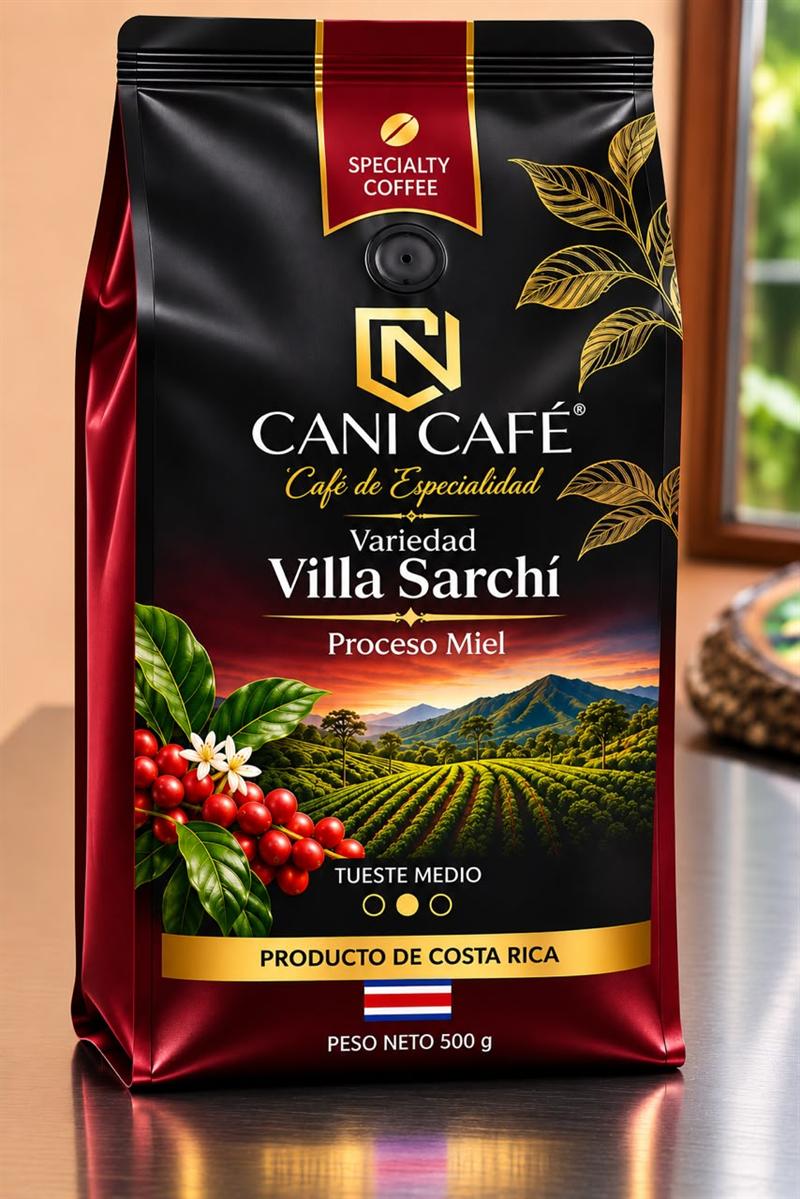 SPECIALTY
COFFEE
CANI CAFÉ®
Café de Especialidad
Variedad
Villa Sarchí
Proceso Miel
TUESTE MEDIO
PRODUCTO DE COSTA RICA
PESO NETO 500 g